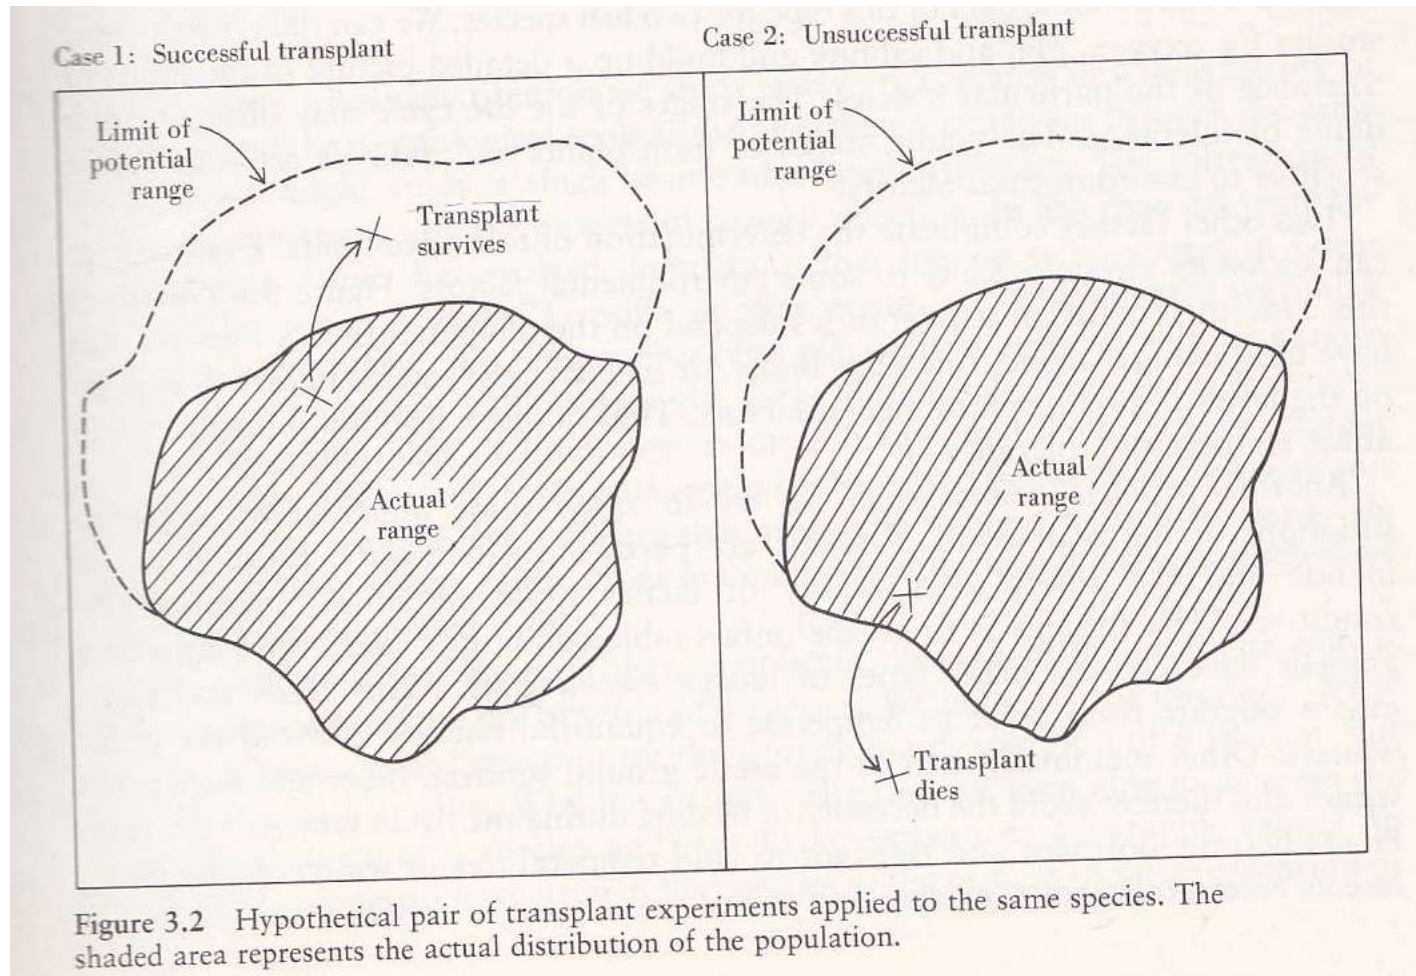 Case 1: Successful transplant
Limit of
potential
range
Transplant
survives
Actual
range
Case 2: Unsuccessful transplant
Limit of
potential
range
Actual
range
Transplant
dies
Figure 3.2 Hypothetical pair of transplant experiments applied to the same species. The
shaded area represents the actual distribution of the population.